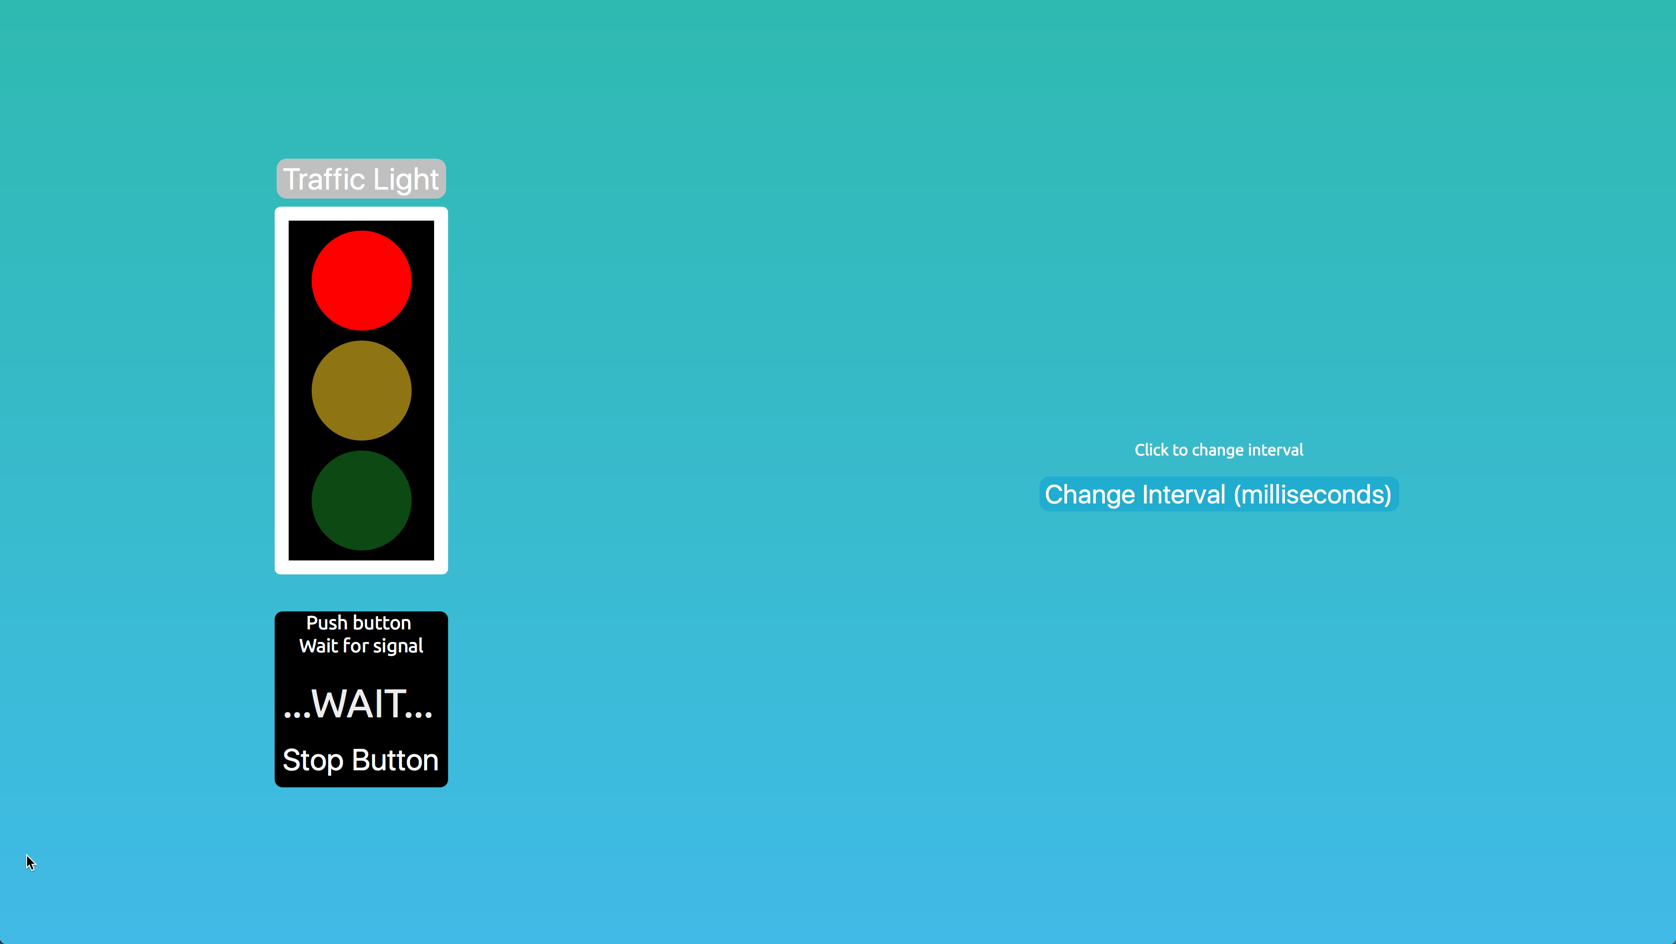 Traffic Light
Push button
Wait for signal
...WAIT...
Stop Button
Click to change interval
Change Interval (milliseconds)